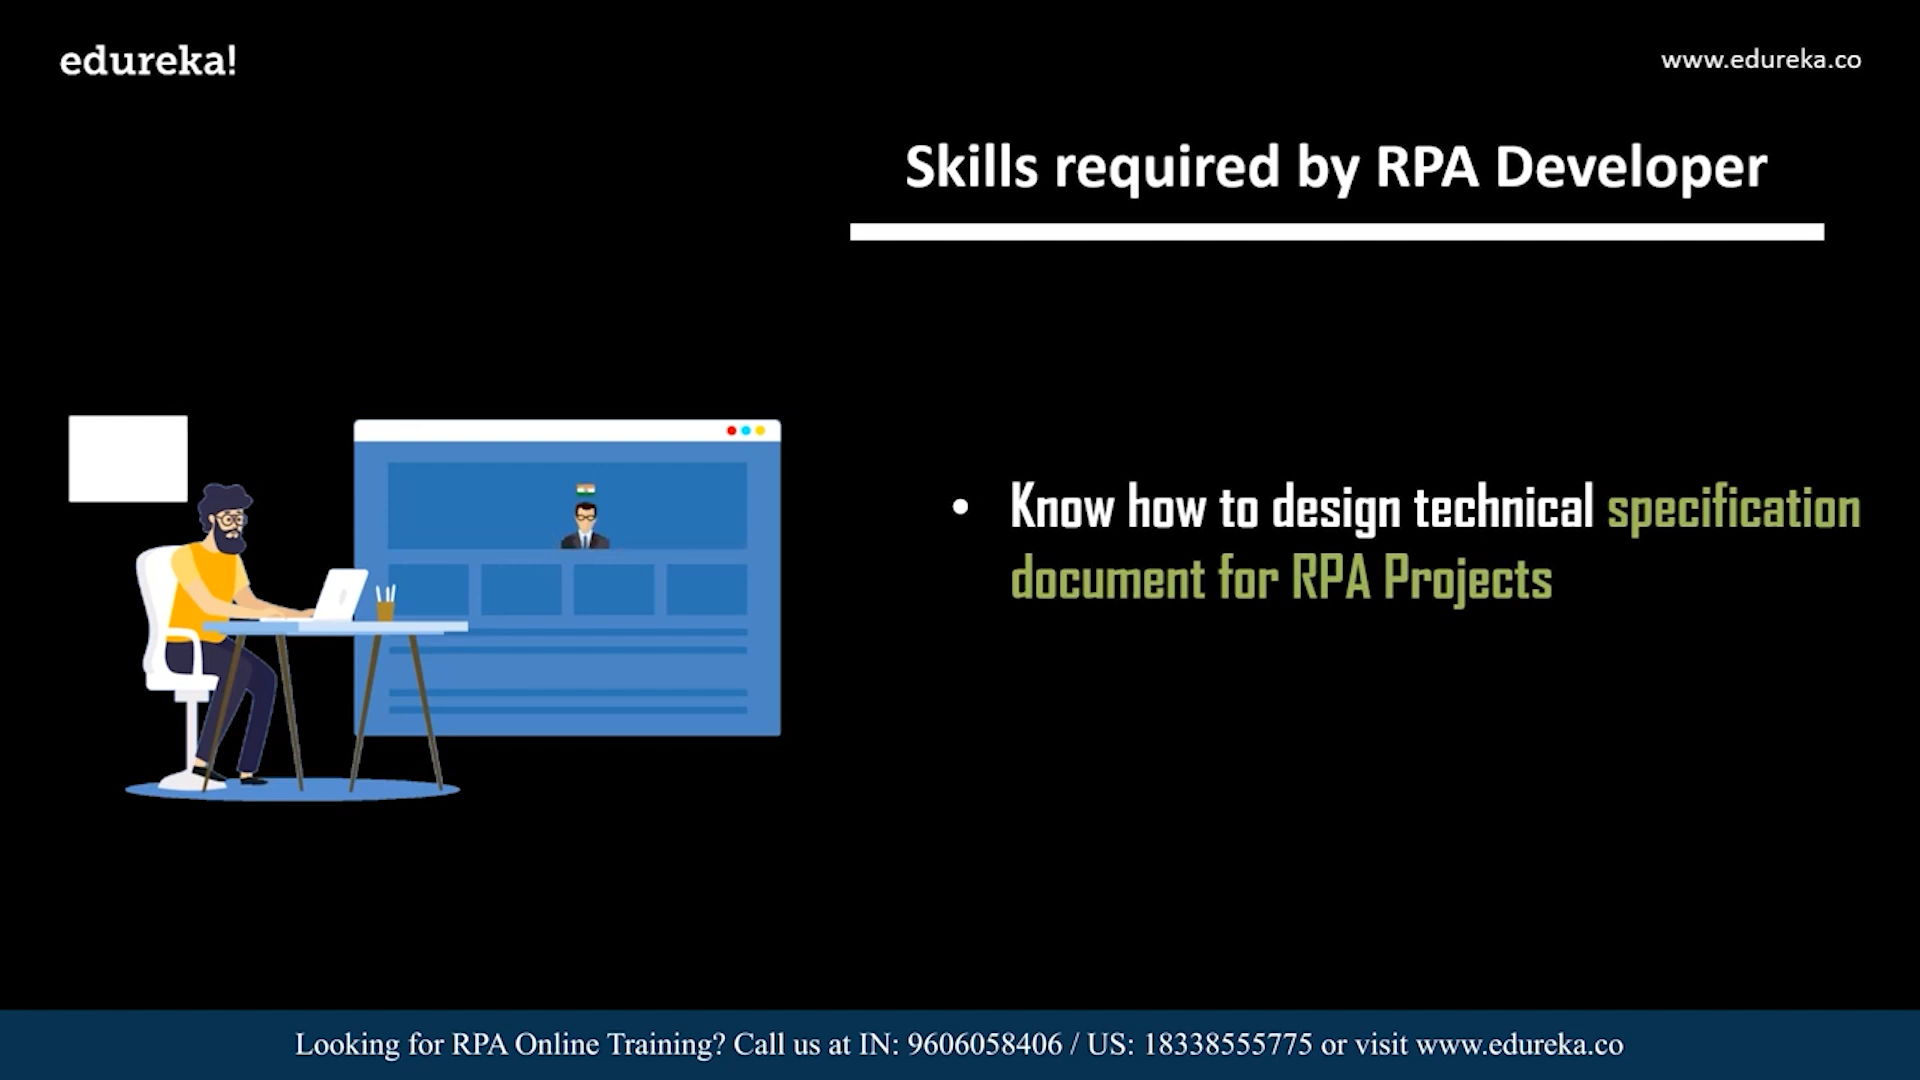 edureka!
www.edureka.co
Skills required by RPA Developer
• Know how to design technical specification
document for RPA Projects
Looking for RPA Online Training? Call us at IN: 9606058406 / US: 18338555775 or visit www.edureka.co